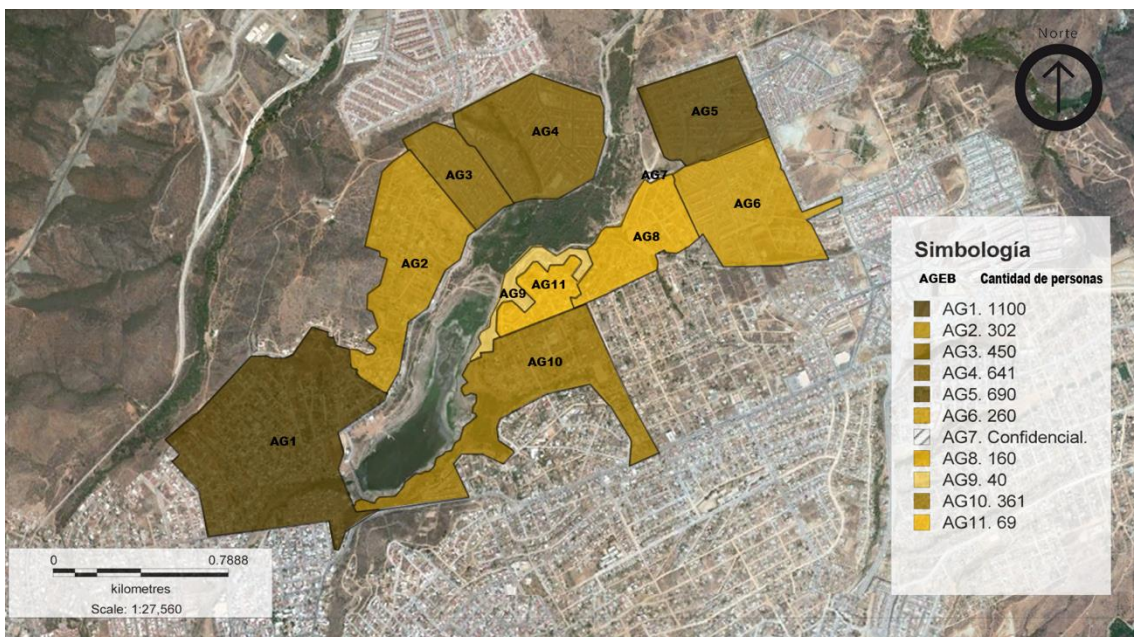 Norte
AG5
AG4
AG3
AG7
AG6
AG8
AG2
AG9
AG11
AG10
AG1
Simbología
AGEB Cantidad de personas
AG1. 1100
AG2. 302
AG3. 450
AG4. 641
AG5. 690
AG6. 260
AG7. Confidencial.
AG8. 160
AG9. 40
AG10. 361
AG11. 69
0 0.7888
kilometres
Scale: 1:27,560